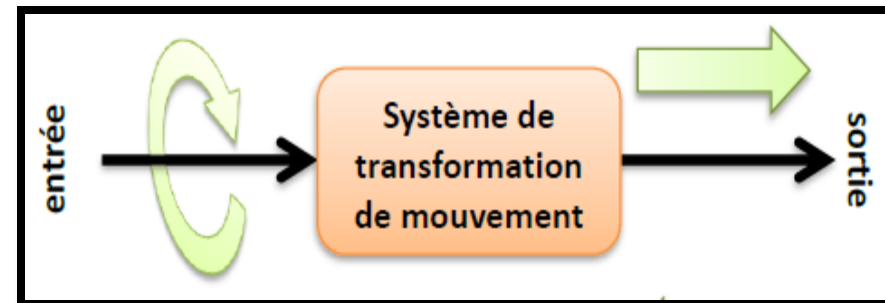 entrée
Système de
transformation
de mouvement
sortie